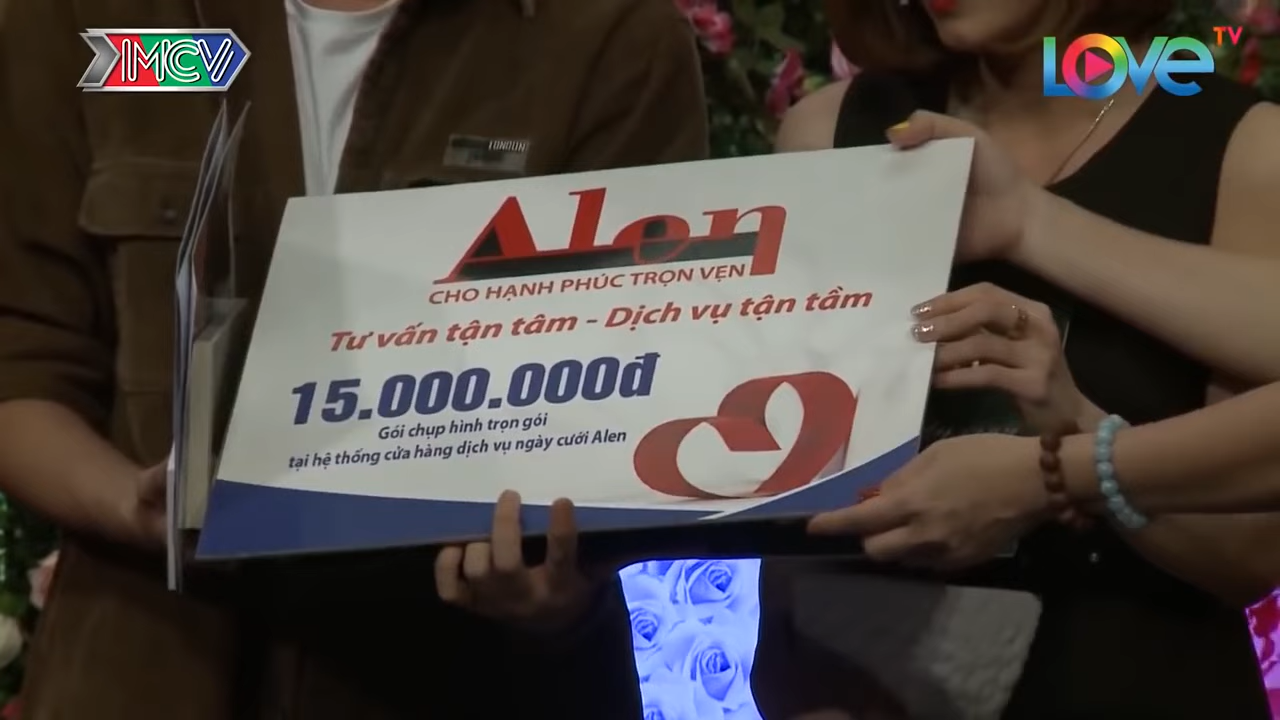 MCV
LOVE TV
LONDON
Alen
CHO HẠNH PHÚC TRỌN VẸN
Tư vấn tận tâm - Dịch vụ tận tầm
15.000.000đ
Gói chụp hình trọn gói
tại hệ thống cửa hàng dịch vụ ngày cưới Alen